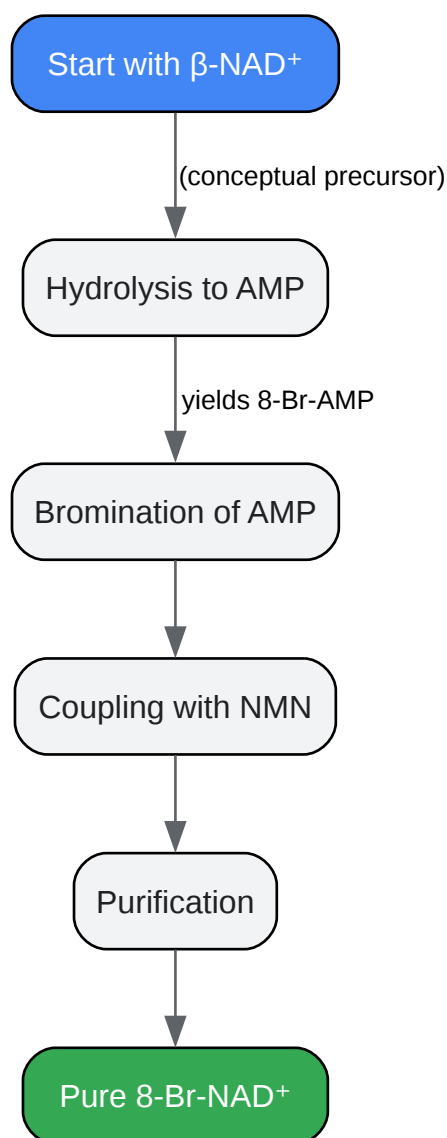 Start with β-NAD⁺
(conceptual precursor)
Hydrolysis to AMP
yields 8-Br-AMP
Bromination of AMP
Coupling with NMN
Purification
Pure 8-Br-NAD⁺